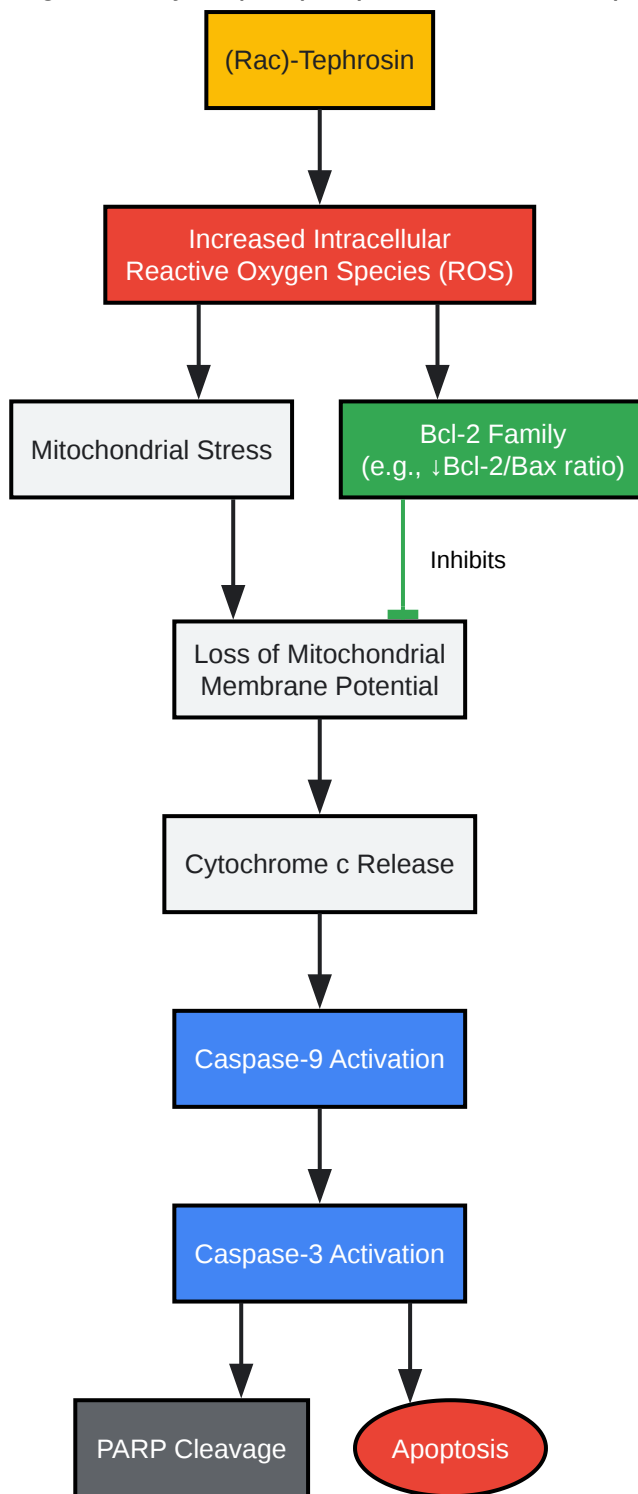 (Rac)-Tephrosin
Increased Intracellular
Reactive Oxygen Species (ROS)
Mitochondrial Stress
Bcl-2 Family
(e.g., ↓Bcl-2/Bax ratio)
Inhibits
Loss of Mitochondrial
Membrane Potential
Cytochrome c Release
Caspase-9 Activation
Caspase-3 Activation
PARP Cleavage
Apoptosis